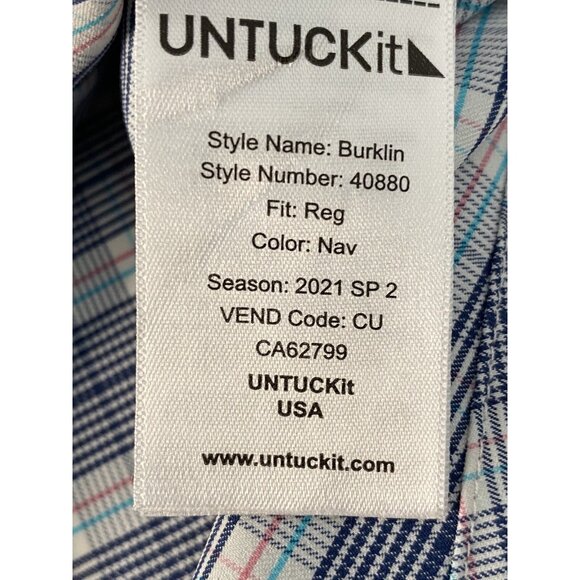 UNTUCKit
Style Name: Burklin
Style Number: 40880
Fit: Reg
Color: Nav
Season: 2021 SP 2
VEND Code: CU
CA62799
UNTUCKit
USA
www.untuckit.com